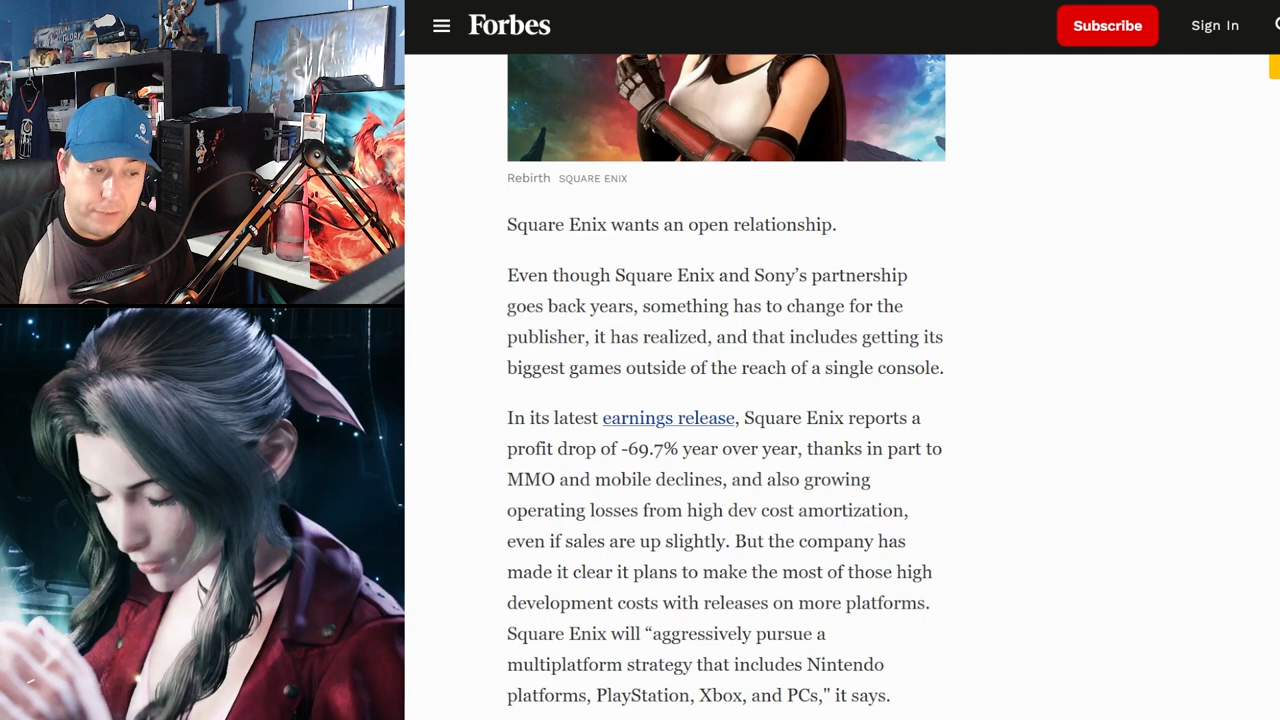 Forbes
Subscribe
Sign In
Rebirth SQUARE ENIX
Square Enix wants an open relationship.
Even though Square Enix and Sony’s partnership
goes back years, something has to change for the
publisher, it has realized, and that includes getting its
biggest games outside of the reach of a single console.
In its latest earnings release, Square Enix reports a
profit drop of -69.7% year over year, thanks in part to
MMO and mobile declines, and also growing
operating losses from high dev cost amortization,
even if sales are up slightly. But the company has
made it clear it plans to make the most of those high
development costs with releases on more platforms.
Square Enix will “aggressively pursue a
multiplatform strategy that includes Nintendo
platforms, PlayStation, Xbox, and PCs," it says.